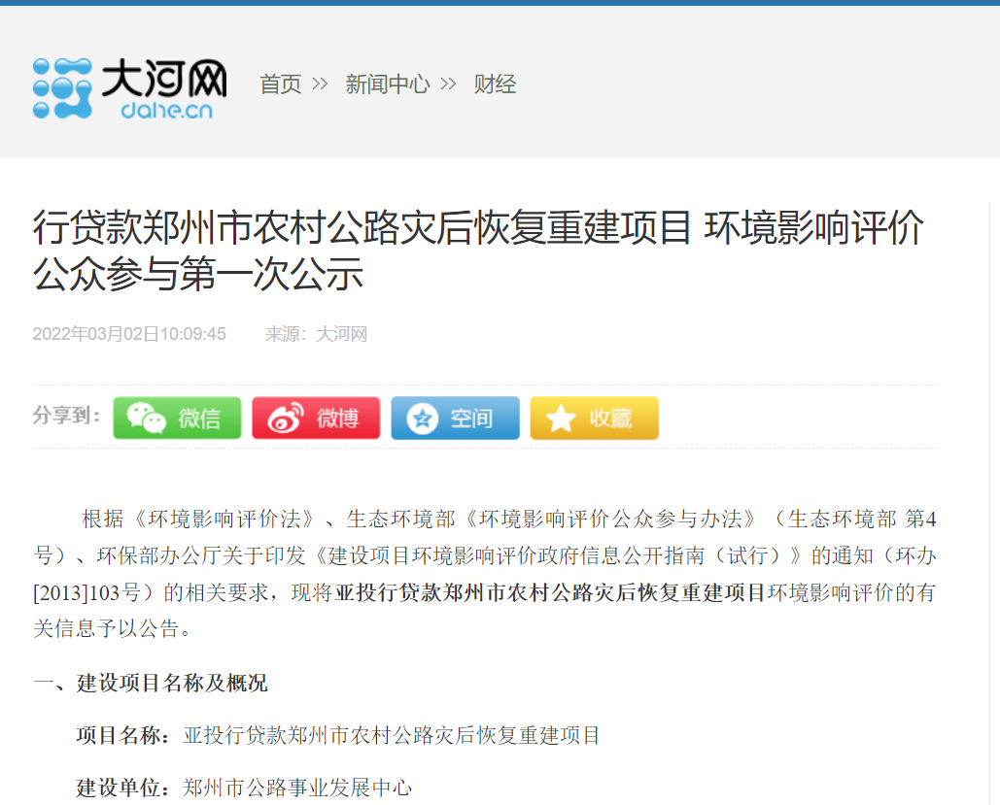 大河网
dahe.cn
首页 >> 新闻中心 >> 财经
行贷款郑州市农村公路灾后恢复重建项目 环境影响评价
公众参与第一次公示
2022年03月02日10:09:45 来源：大河网
分享到： 微信 微博 空间 收藏
根据《环境影响评价法》、生态环境部《环境影响评价公众参与办法》（生态环境部 第4
号）、环保部办公厅关于印发《建设项目环境影响评价政府信息公开指南（试行）》的通知（环办
[2013]103号）的相关要求，现将亚投行贷款郑州市农村公路灾后恢复重建项目环境影响评价的有
关信息予以公告。
一、建设项目名称及概况
项目名称：亚投行贷款郑州市农村公路灾后恢复重建项目
建设单位：郑州市公路事业发展中心